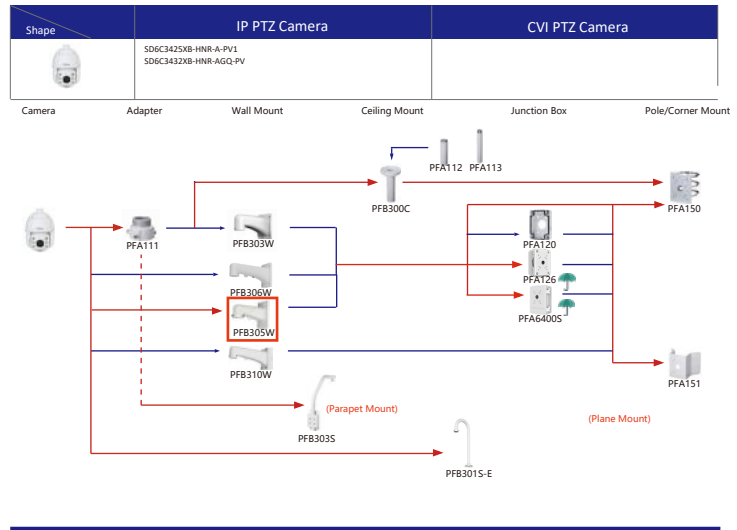 Shape
IP PTZ Camera
CVI PTZ Camera
SD6C3425XB-HNR-A-PV1
SD6C3432XB-HNR-AGQ-PV
Camera
Adapter
Wall Mount
Ceiling Mount
Junction Box
Pole/Corner Mount
PFA112
PFA113
PFB300C
PFA150
PFA111
PFB303W
PFA120
PFB306W
PFA126
PFB305W
PFA6400S
PFB310W
PFA151
(Parapet Mount)
(Plane Mount)
PFB303S
PFB301S-E